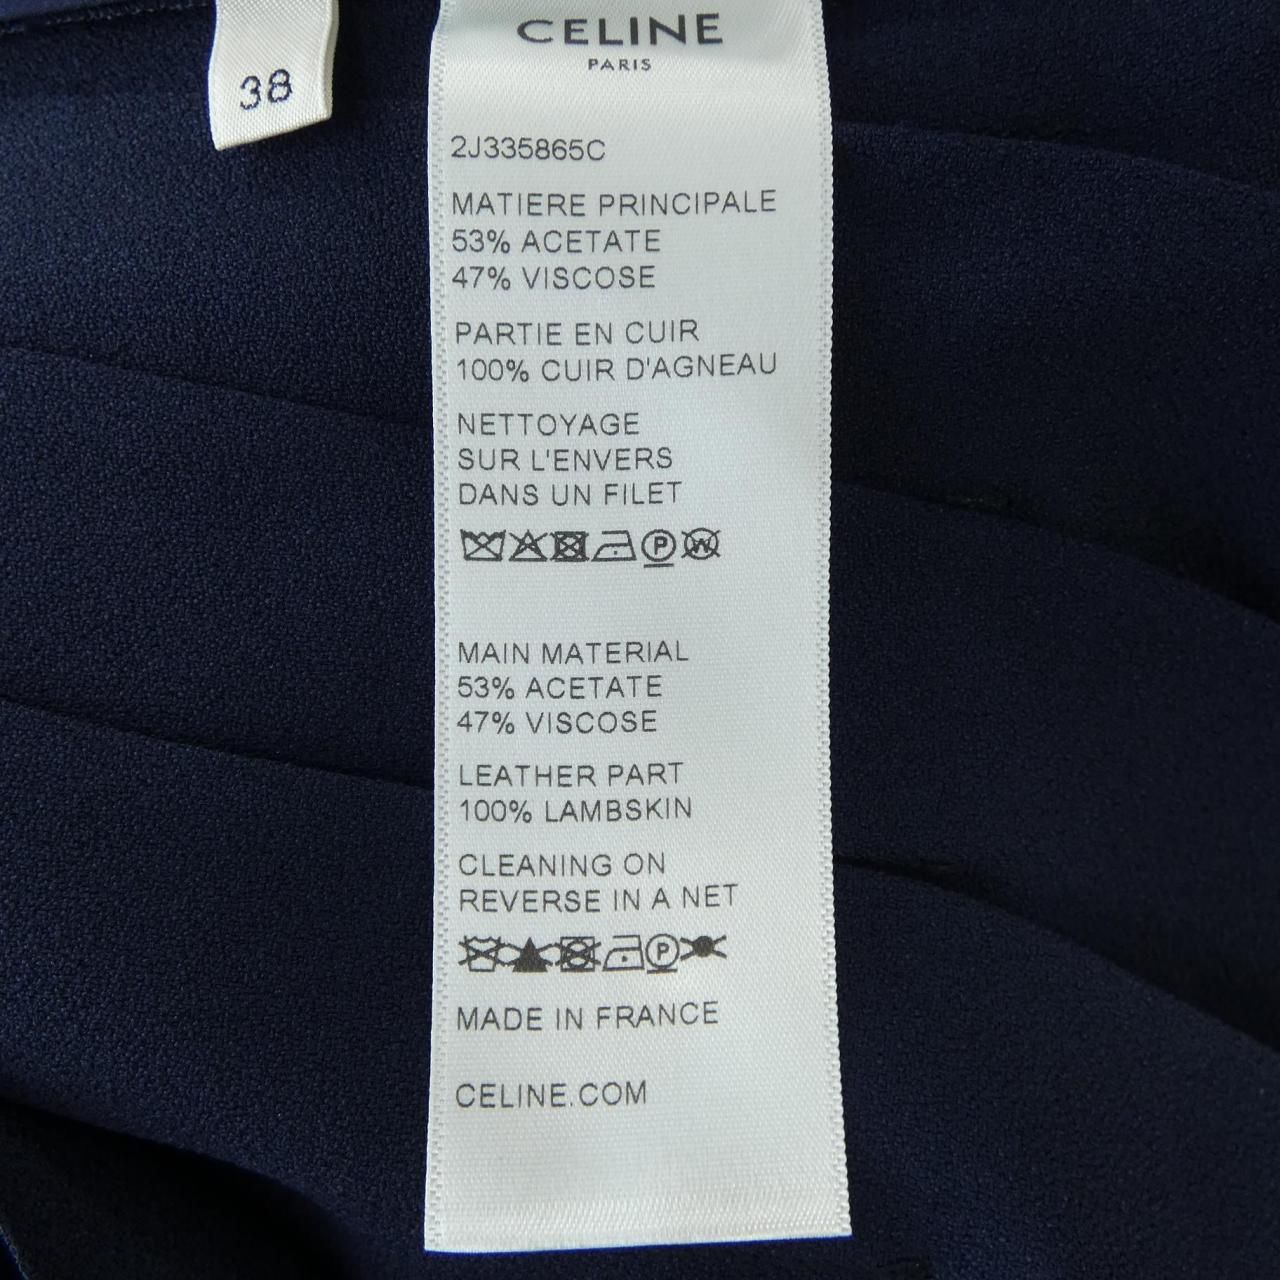 38
CELINE
PARIS
2J335865C
MATIERE PRINCIPALE
53% ACETATE
47% VISCOSE
PARTIE EN CUIR
100% CUIR D'AGNEAU
NETTOYAGE
SUR L'ENVERS
DANS UN FILET
P W
MAIN MATERIAL
53% ACETATE
47% VISCOSE
LEATHER PART
100% LAMBSKIN
CLEANING ON
REVERSE IN A NET
P
MADE IN FRANCE
CELINE.COM